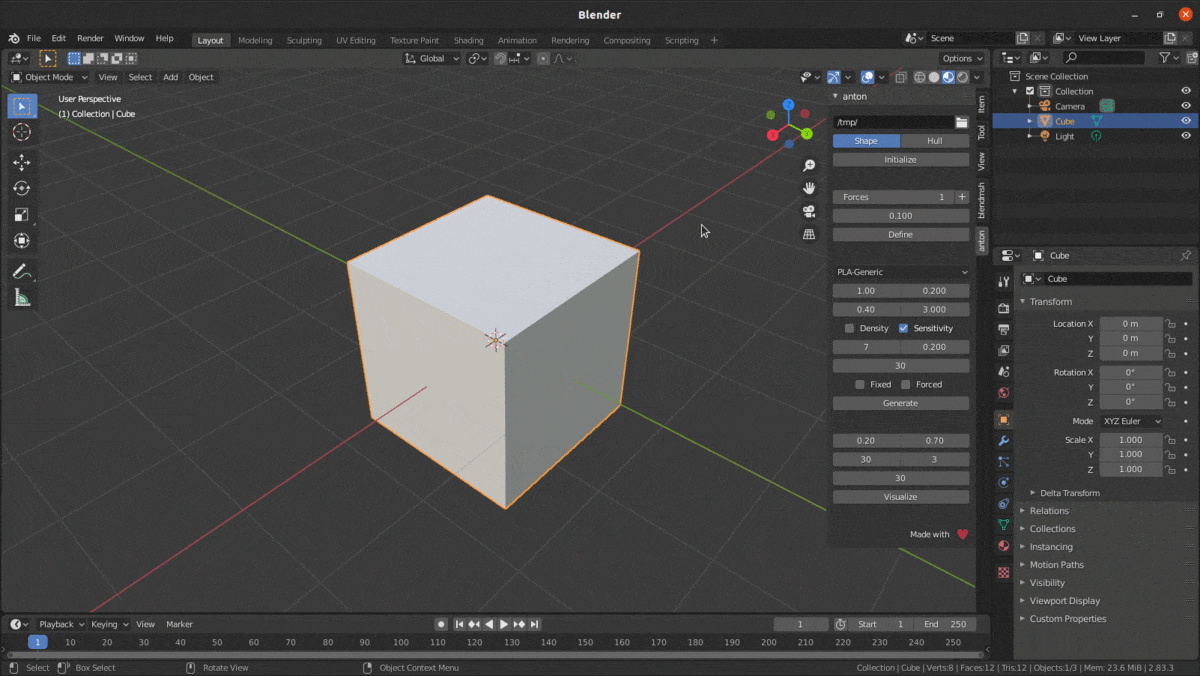 Blender
File Edit Render Window Help Layout Modeling Sculpting UV Editing Texture Paint Shading Animation Rendering Compositing Scripting + Scene View Layer
Global Options
Object Mode View Select Add Object
User Perspective
(1) Collection | Cube
anton
/tmp/
Shape Hull
Initialize
Forces 1 +
0.100
Define
PLA-Generic
1.00 0.200
0.40 3.000
Density Sensitivity
7 0.200
30
Fixed Forced
Generate
0.20 0.70
30 3
30
Visualize
Made with
Item
Tool
View
blendmsh
anton
X
Y
Z
Scene Collection
Collection
Camera
Cube
Light
Cube
Cube
Transform
Location X 0 m
Y 0 m
Z 0 m
Rotation X 0°
Y 0°
Z 0°
Mode XYZ Euler
Scale X 1.000
Y 1.000
Z 1.000
Delta Transform
Relations
Collections
Instancing
Motion Paths
Visibility
Viewport Display
Custom Properties
Playback Keying View Marker 1 Start 1 End 250
1 10 20 30 40 50 60 70 80 90 100 110 120 130 140 150 160 170 180 190 200 210 220 230 240 250
Select Box Select Rotate View Object Context Menu Collection | Cube | Verts:8 | Faces:12 | Tris:12 | Objects:1/3 | Mem: 23.6 MiB | 2.83.3